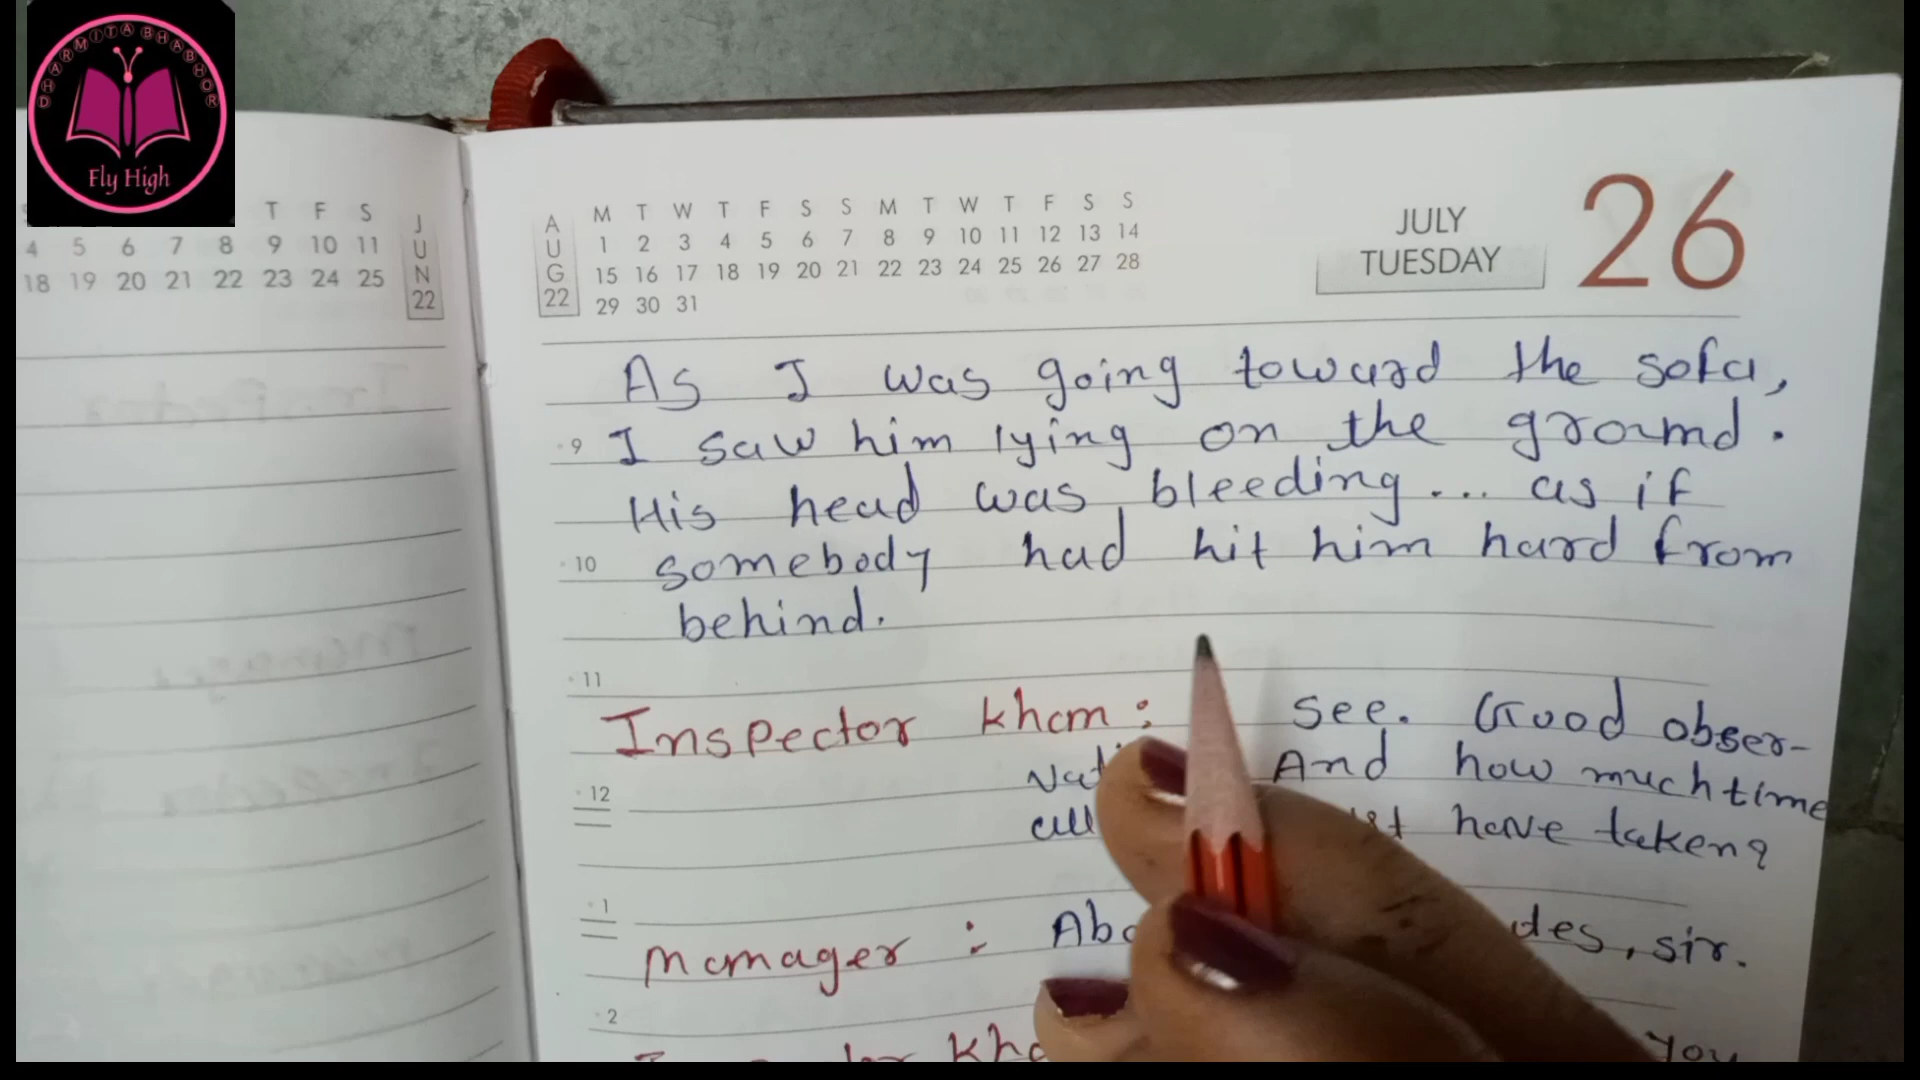 DHARMITA BHABHOR
Fly High
T F S
4 5 6 7 8 9 10 11
18 19 20 21 22 23 24 25
JUN 22
AUG 22
M T W T F S S M T W T F S S
1 2 3 4 5 6 7 8 9 10 11 12 13 14
15 16 17 18 19 20 21 22 23 24 25 26 27 28
29 30 31
JULY
TUESDAY
26
As I was going toward the sofa,
9 I saw him lying on the ground.
His head was bleeding... as if
10 somebody had hit him hard from
behind.
11
Inspector Khan: see. Good obser-
12 And how much time
have taken?
1
Manager : sir.
2
You